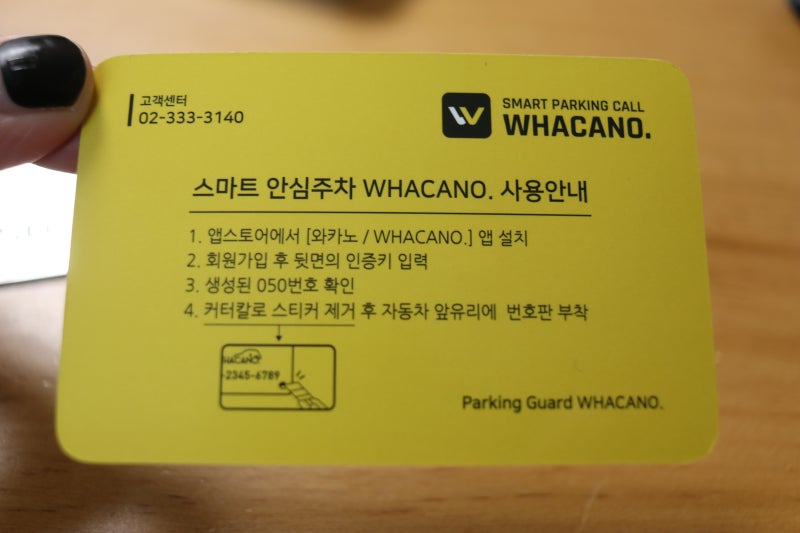 고객센터
02-333-3140
SMART PARKING CALL
WHACANO.
스마트 안심주차 WHACANO. 사용안내
1. 앱스토어에서 [와카노 / WHACANO.] 앱 설치
2. 회원가입 후 뒷면의 인증키 입력
3. 생성된 050번호 확인
4. 커터칼로 스티커 제거 후 자동차 앞유리에 번호판 부착
HACANO.
-2345-6789
Parking Guard WHACANO.